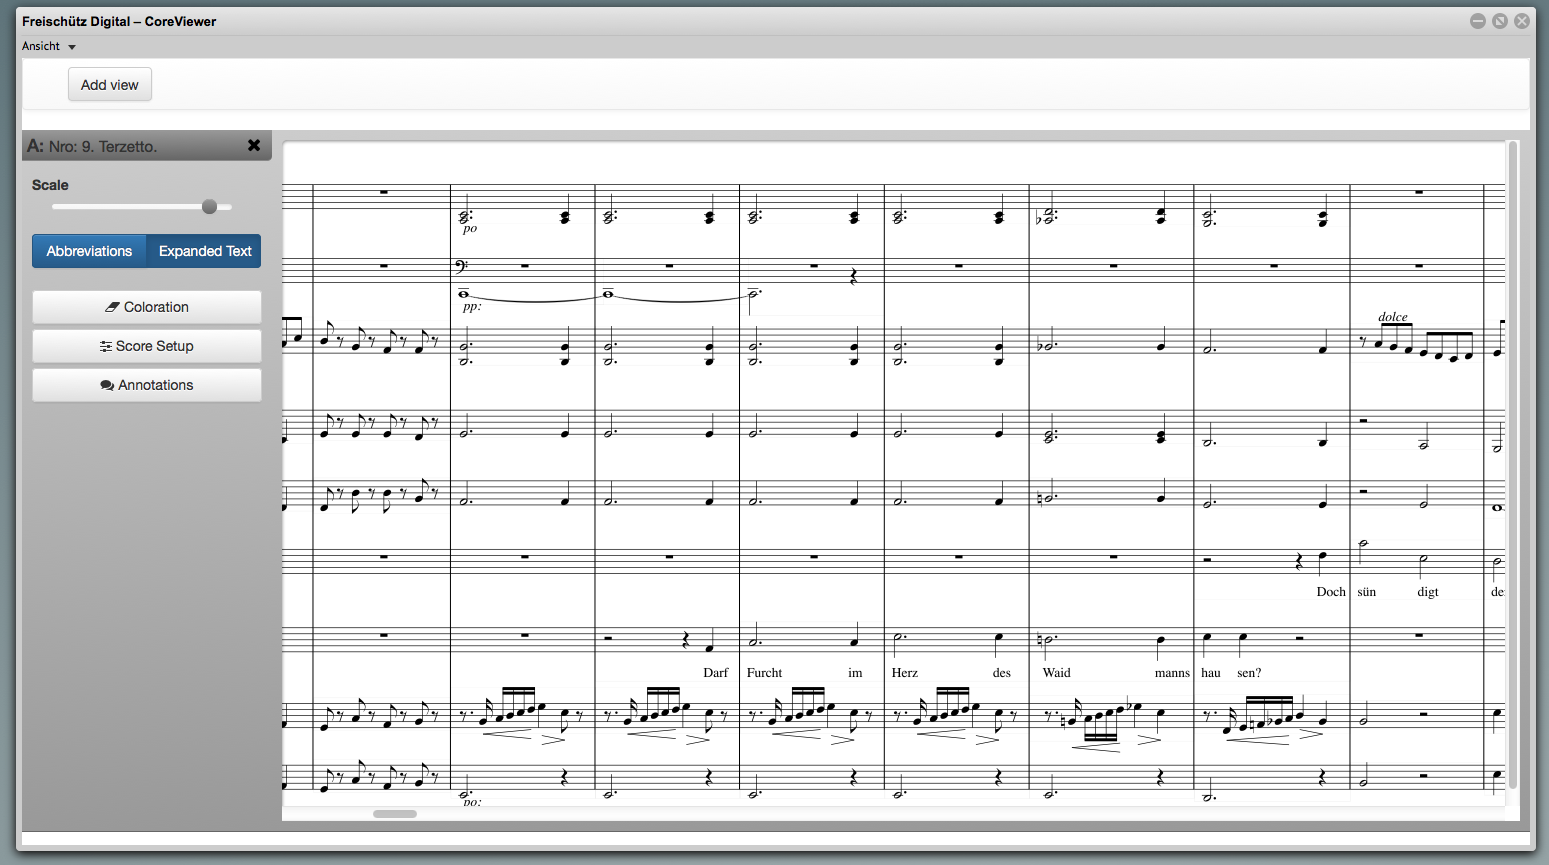 Freischütz Digital – CoreViewer
Ansicht
Add view
A: Nro: 9. Terzetto.
Scale
Abbreviations Expanded Text
Coloration
Score Setup
Annotations
po
pp:
dolce
Doch sün digt de
Darf Furcht im Herz des Waid manns hau sen?
po: